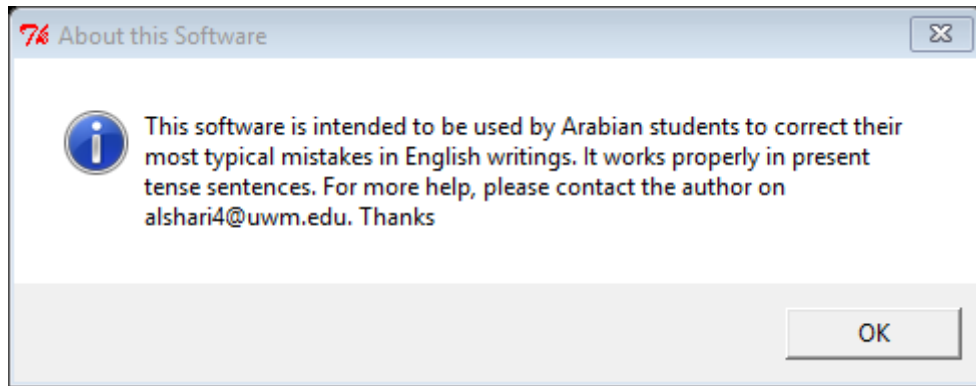 About this Software
This software is intended to be used by Arabian students to correct their
most typical mistakes in English writings. It works properly in present
tense sentences. For more help, please contact the author on
alshari4@uwm.edu. Thanks
OK